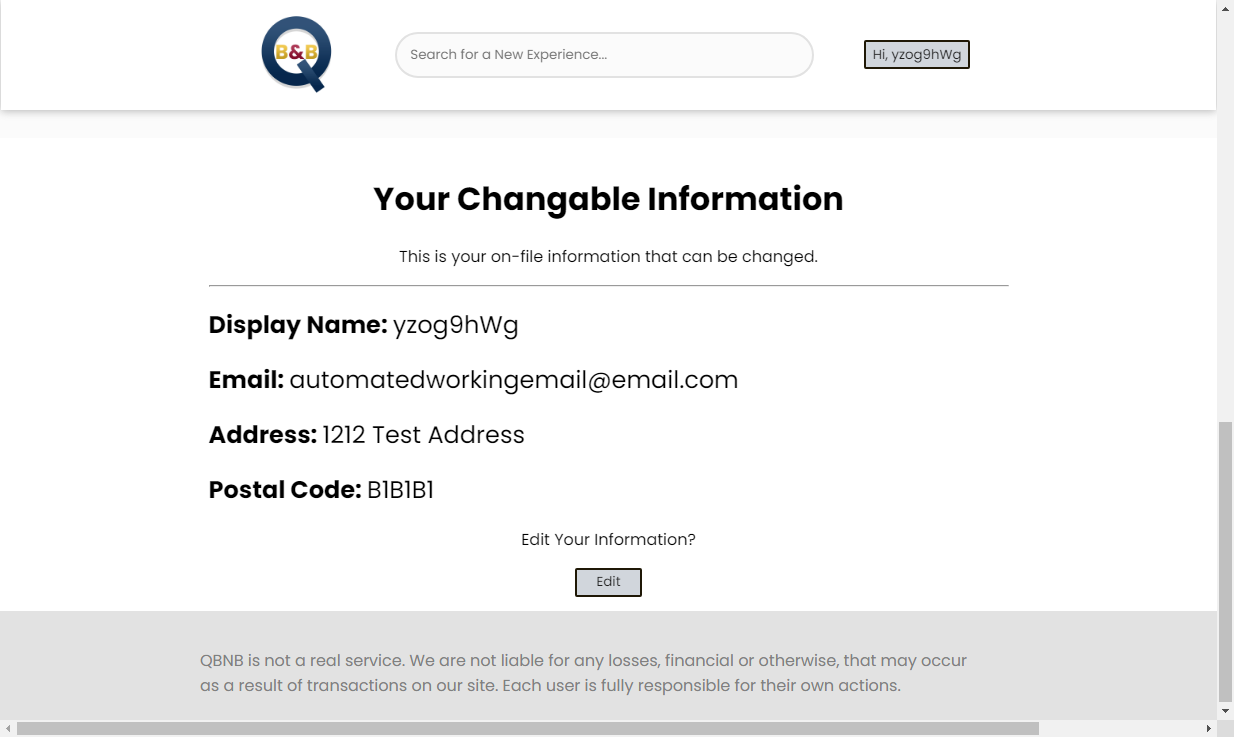 B&B
Search for a New Experience...
Hi, yzog9hWg
Your Changable Information
This is your on-file information that can be changed.
Display Name: yzog9hWg
Email: automatedworkingemail@email.com
Address: 1212 Test Address
Postal Code: B1B1B1
Edit Your Information?
Edit
QBNB is not a real service. We are not liable for any losses, financial or otherwise, that may occur
as a result of transactions on our site. Each user is fully responsible for their own actions.